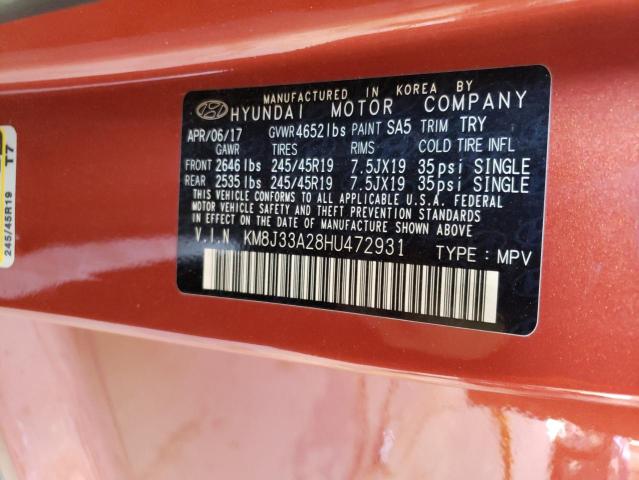 MANUFACTURED IN KOREA BY
HYUNDAI MOTOR COMPANY
APR/06/17 GVWR4652lbs PAINT SA5 TRIM TRY
GAWR TIRES RIMS COLD TIRE INFL
FRONT 2646lbs 245/45R19 7.5JX19 35psi SINGLE
REAR 2535lbs 245/45R19 7.5JX19 35psi SINGLE
THIS VEHICLE CONFORMS TO ALL APPLICABLE U.S.A. FEDERAL
MOTOR VEHICLE SAFETY AND THEFT PREVENTION STANDARDS
IN EFFECT ON THE DATE OF MANUFACTURE SHOWN ABOVE.
V.I.N KM8J33A28HU472931 TYPE : MPV
245/45R19
T7